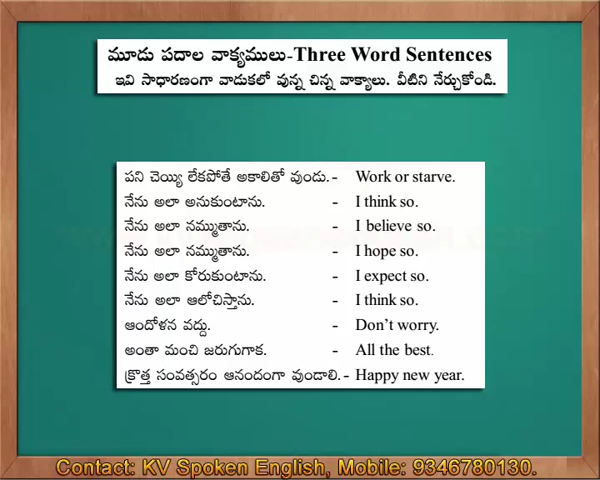 మూడు పదాల వాక్యములు-Three Word Sentences
ఇవి సాధారణంగా వాడుకలో వున్న చిన్న వాక్యాలు. వీటిని నేర్చుకోండి.
పని చెయ్యి లేకపోతే అకాలితో వుండు. - Work or starve.
నేను అలా అనుకుంటాను. - I think so.
నేను అలా నమ్ముతాను. - I believe so.
నేను అలా నమ్ముతాను. - I hope so.
నేను అలా కోరుకుంటాను. - I expect so.
నేను అలా ఆలోచిస్తాను. - I think so.
ఆందోళన వద్దు. - Don't worry.
అంతా మంచి జరుగుగాక. - All the best.
క్రొత్త సంవత్సరం ఆనందంగా వుండాలి. - Happy new year.
Contact: KV Spoken English, Mobile: 9346780130.